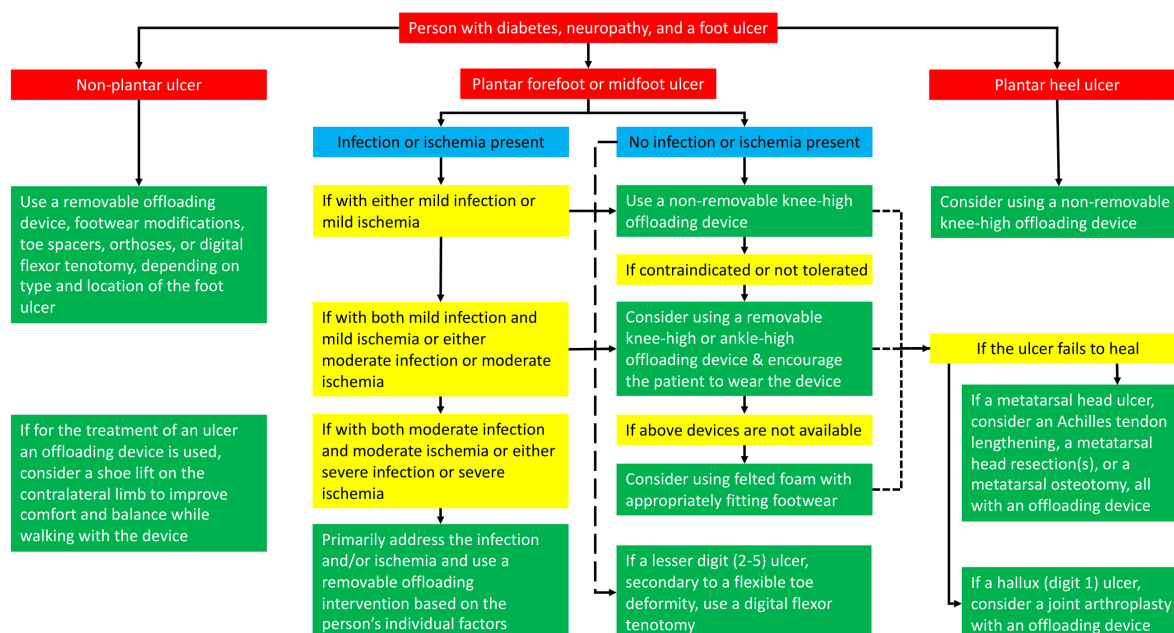 Person with diabetes, neuropathy, and a foot ulcer
Non-plantar ulcer
Plantar forefoot or midfoot ulcer
Plantar heel ulcer
Infection or ischemia present
No infection or ischemia present
Use a removable offloading
device, footwear modifications,
toe spacers, orthoses, or digital
flexor tenotomy, depending on
type and location of the foot
ulcer
If with either mild infection or
mild ischemia
Use a non-removable knee-high
offloading device
Consider using a non-removable
knee-high offloading device
If contraindicated or not tolerated
If with both mild infection and
mild ischemia or either
moderate infection or moderate
ischemia
Consider using a removable
knee-high or ankle-high
offloading device & encourage
the patient to wear the device
If the ulcer fails to heal
If for the treatment of an ulcer
an offloading device is used,
consider a shoe lift on the
contralateral limb to improve
comfort and balance while
walking with the device
If with both moderate infection
and moderate ischemia or either
severe infection or severe
ischemia
If above devices are not available
Consider using felted foam with
appropriately fitting footwear
If a metatarsal head ulcer,
consider an Achilles tendon
lengthening, a metatarsal
head resection(s), or a
metatarsal osteotomy, all
with an offloading device
Primarily address the infection
and/or ischemia and use a
removable offloading
intervention based on the
person's individual factors
If a lesser digit (2-5) ulcer,
secondary to a flexible toe
deformity, use a digital flexor
tenotomy
If a hallux (digit 1) ulcer,
consider a joint arthroplasty
with an offloading device